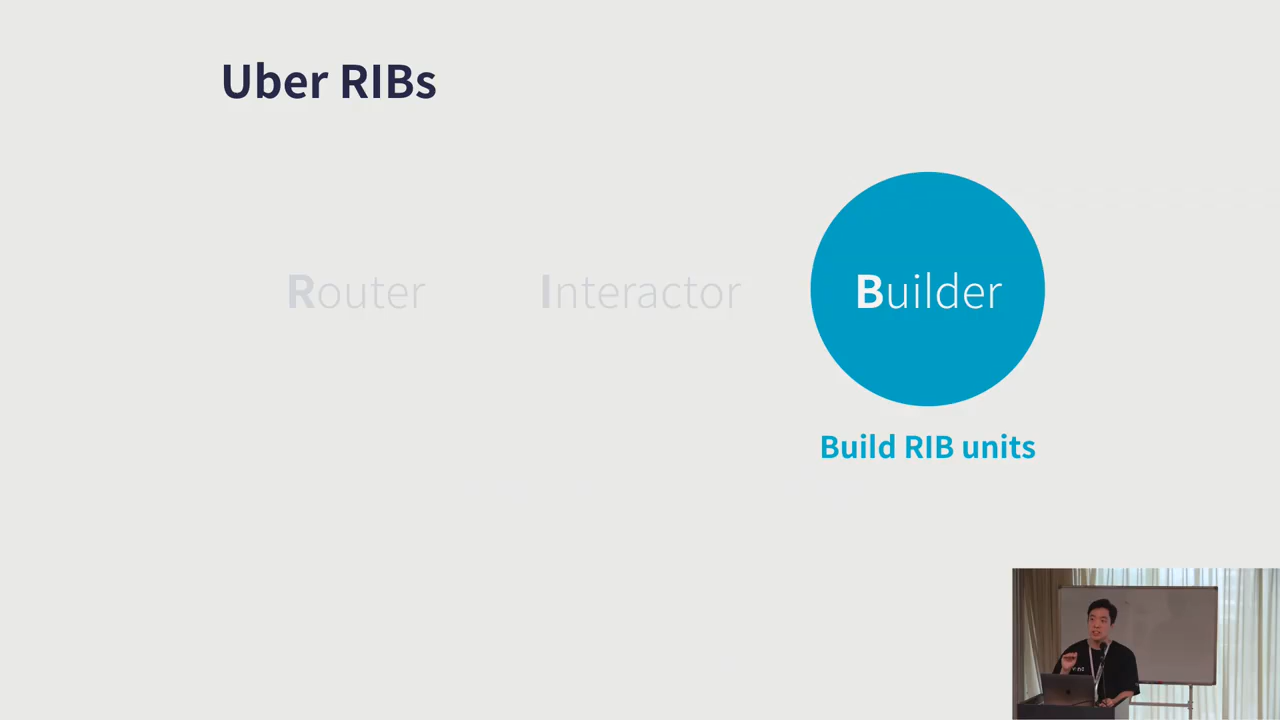 Uber RIBs
Router
Interactor
Builder
Build RIB units